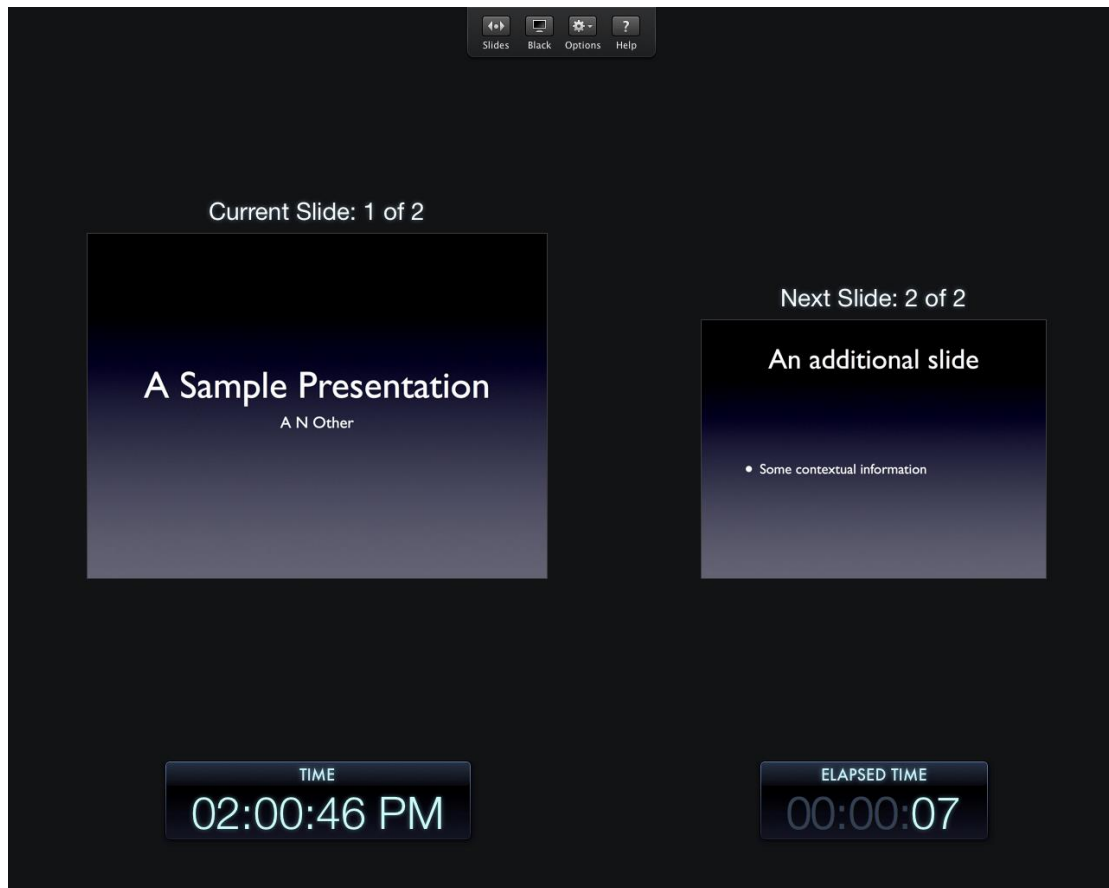 Slides Black Options Help
Current Slide: 1 of 2
A Sample Presentation
A N Other
Next Slide: 2 of 2
An additional slide
• Some contextual information
TIME
02:00:46 PM
ELAPSED TIME
00:00:07